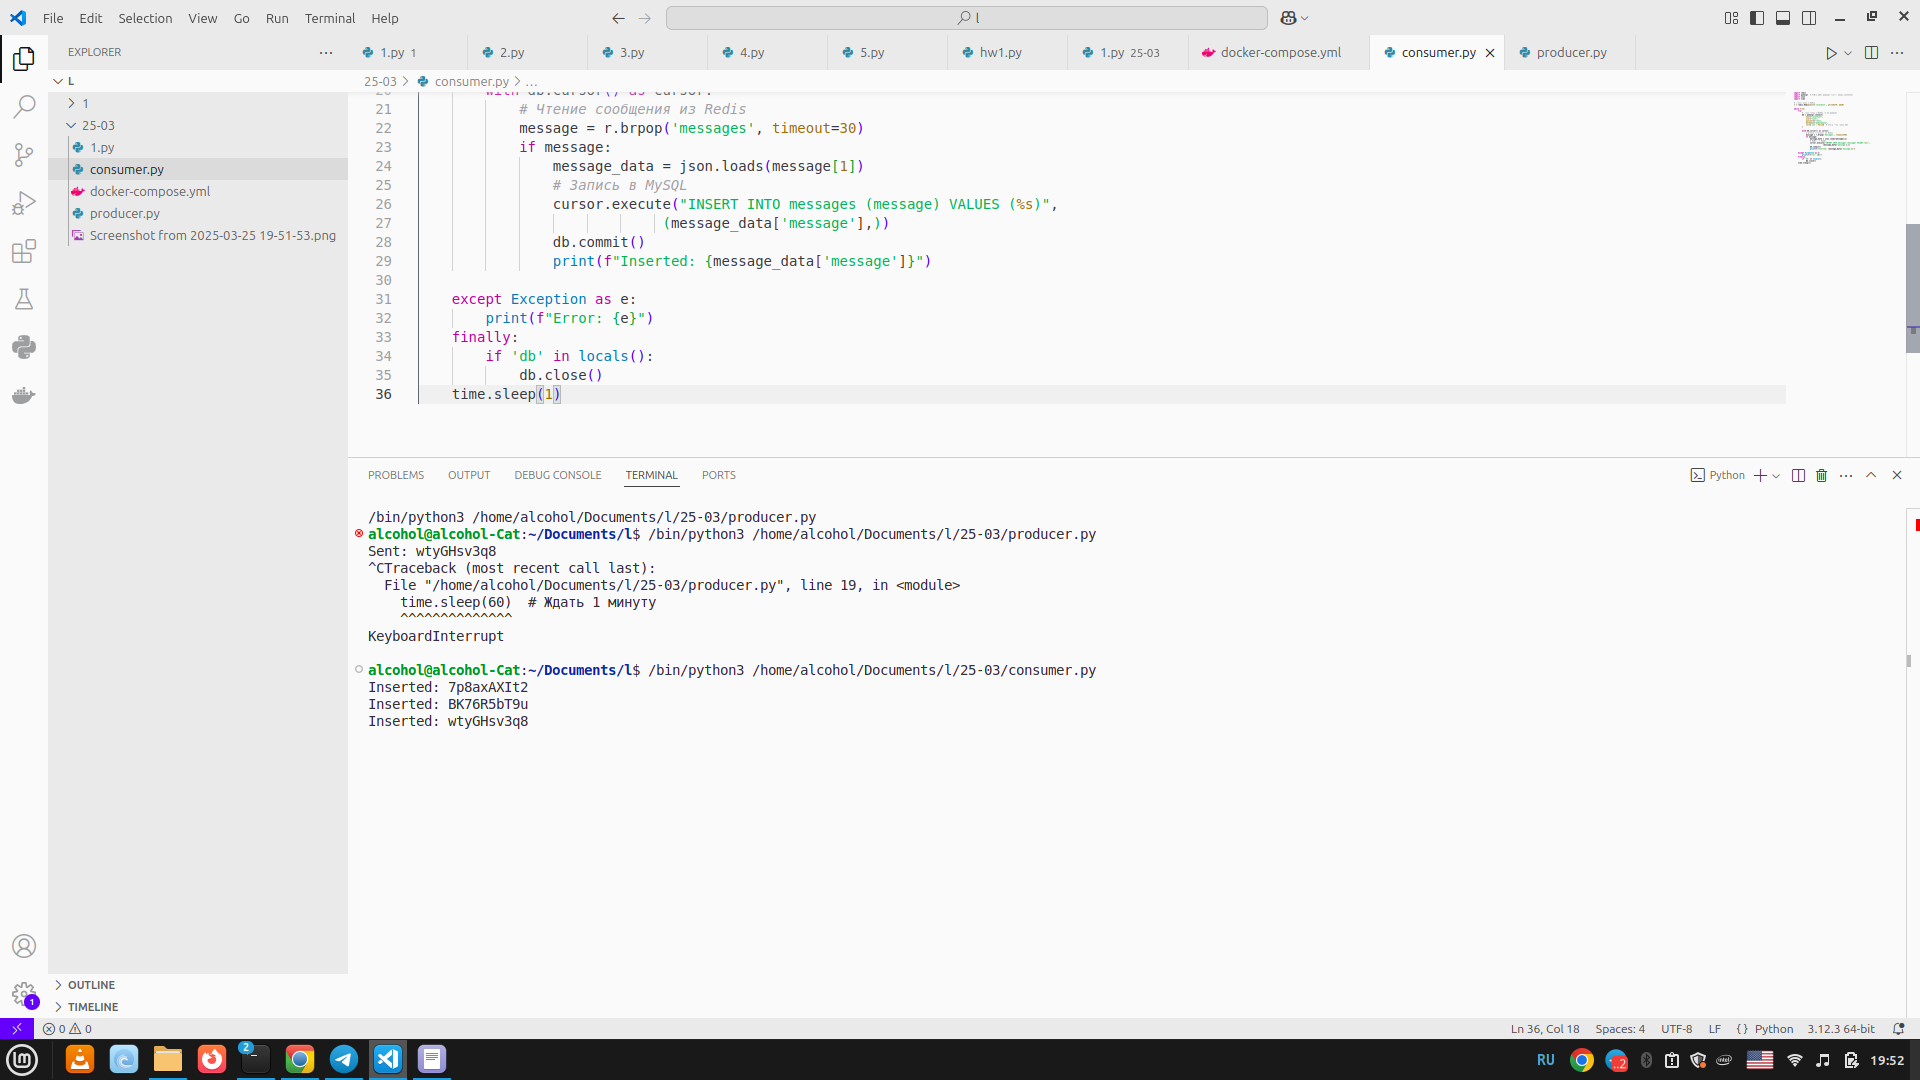 File Edit Selection View Go Run Terminal Help
l
EXPLORER
1.py 1
2.py
3.py
4.py
5.py
hw1.py
1.py 25-03
docker-compose.yml
consumer.py
producer.py
L
1
25-03
1.py
consumer.py
docker-compose.yml
producer.py
Screenshot from 2025-03-25 19-51-53.png
OUTLINE
TIMELINE
25-03 > consumer.py > ...
20 with db.cursor() as cursor:
21 # Чтение сообщения из Redis
22 message = r.brpop('messages', timeout=30)
23 if message:
24 message_data = json.loads(message[1])
25 # Запись в MySQL
26 cursor.execute("INSERT INTO messages (message) VALUES (%s)",
27 (message_data['message'],))
28 db.commit()
29 print(f"Inserted: {message_data['message']}")
30
31 except Exception as e:
32 print(f"Error: {e}")
33 finally:
34 if 'db' in locals():
35 db.close()
36 time.sleep(1)
PROBLEMS OUTPUT DEBUG CONSOLE TERMINAL PORTS
Python
/bin/python3 /home/alcohol/Documents/l/25-03/producer.py
alcohol@alcohol-Cat:~/Documents/l$ /bin/python3 /home/alcohol/Documents/l/25-03/producer.py
Sent: wtyGHsv3q8
^CTraceback (most recent call last):
File "/home/alcohol/Documents/l/25-03/producer.py", line 19, in <module>
time.sleep(60) # Ждать 1 минуту
^^^^^^^^^^^^^^
KeyboardInterrupt
alcohol@alcohol-Cat:~/Documents/l$ /bin/python3 /home/alcohol/Documents/l/25-03/consumer.py
Inserted: 7p8axAXIt2
Inserted: BK76R5bT9u
Inserted: wtyGHsv3q8
1
0 0
Ln 36, Col 18 Spaces: 4 UTF-8 LF {} Python 3.12.3 64-bit
2
RU
19:52